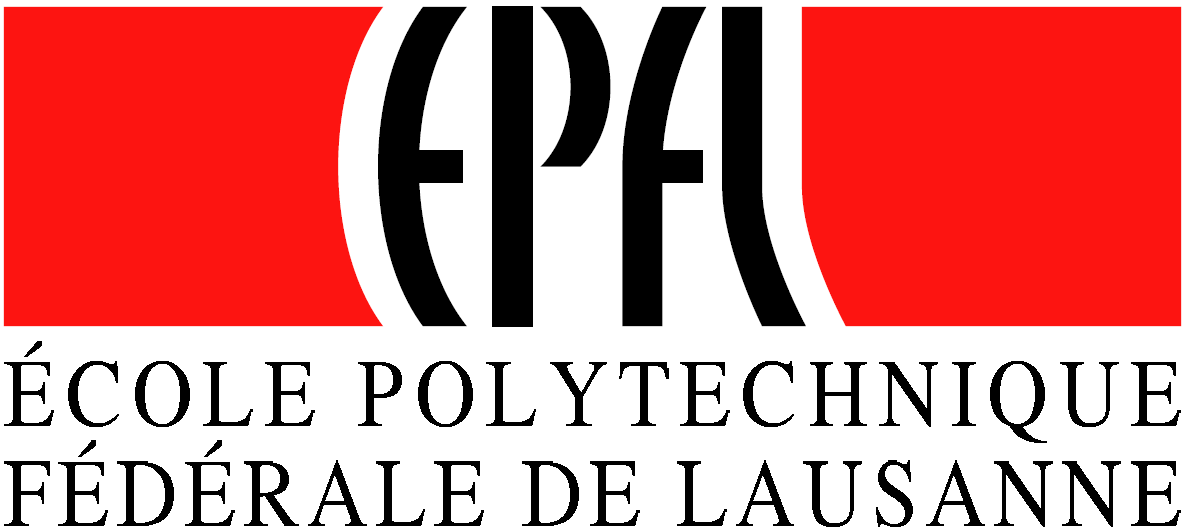 EPFL
ÉCOLE POLYTECHNIQUE
FÉDÉRALE DE LAUSANNE